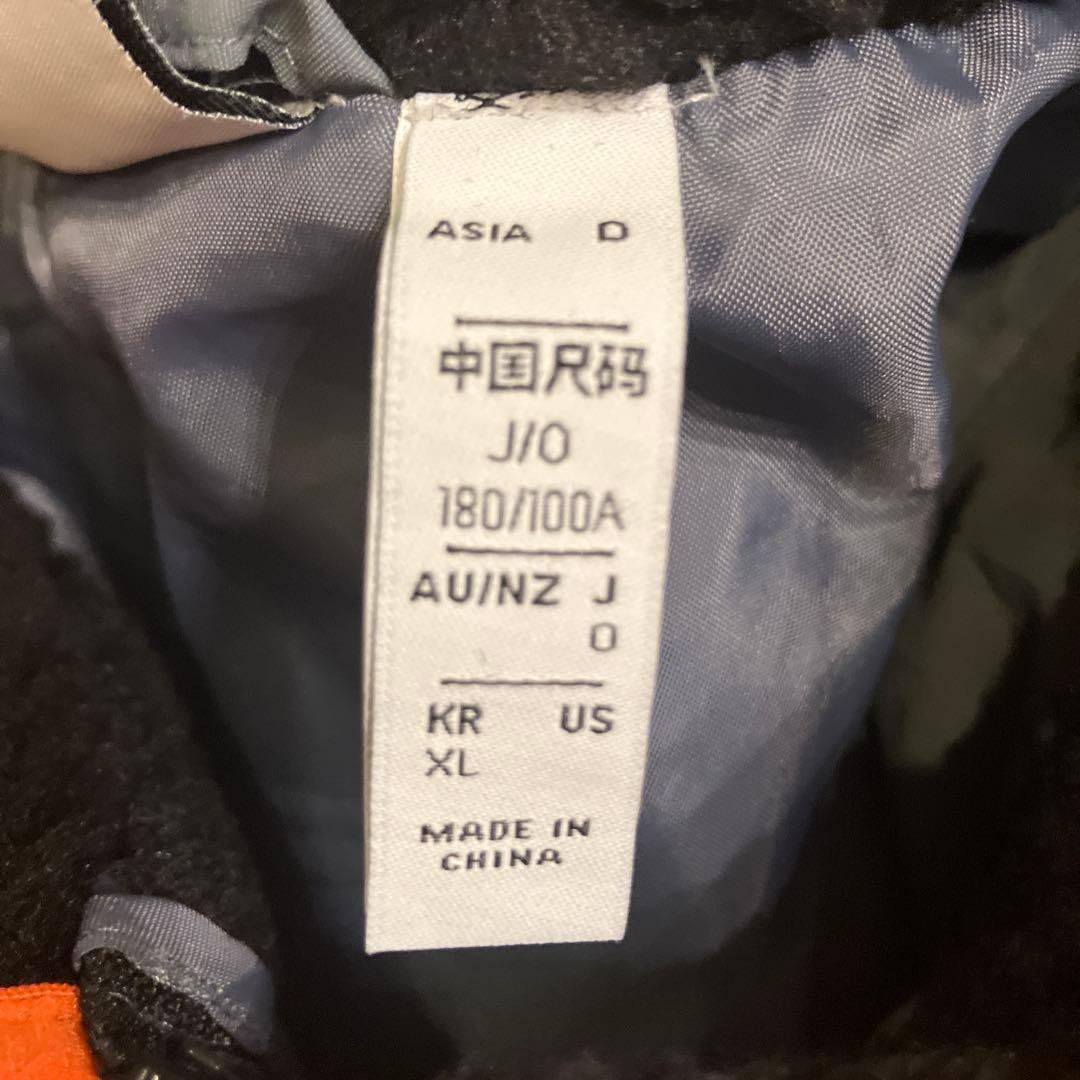 ASIA O
中国尺码
J/O
180/100A
AU/NZ J
O
KR US
XL
MADE IN
CHINA